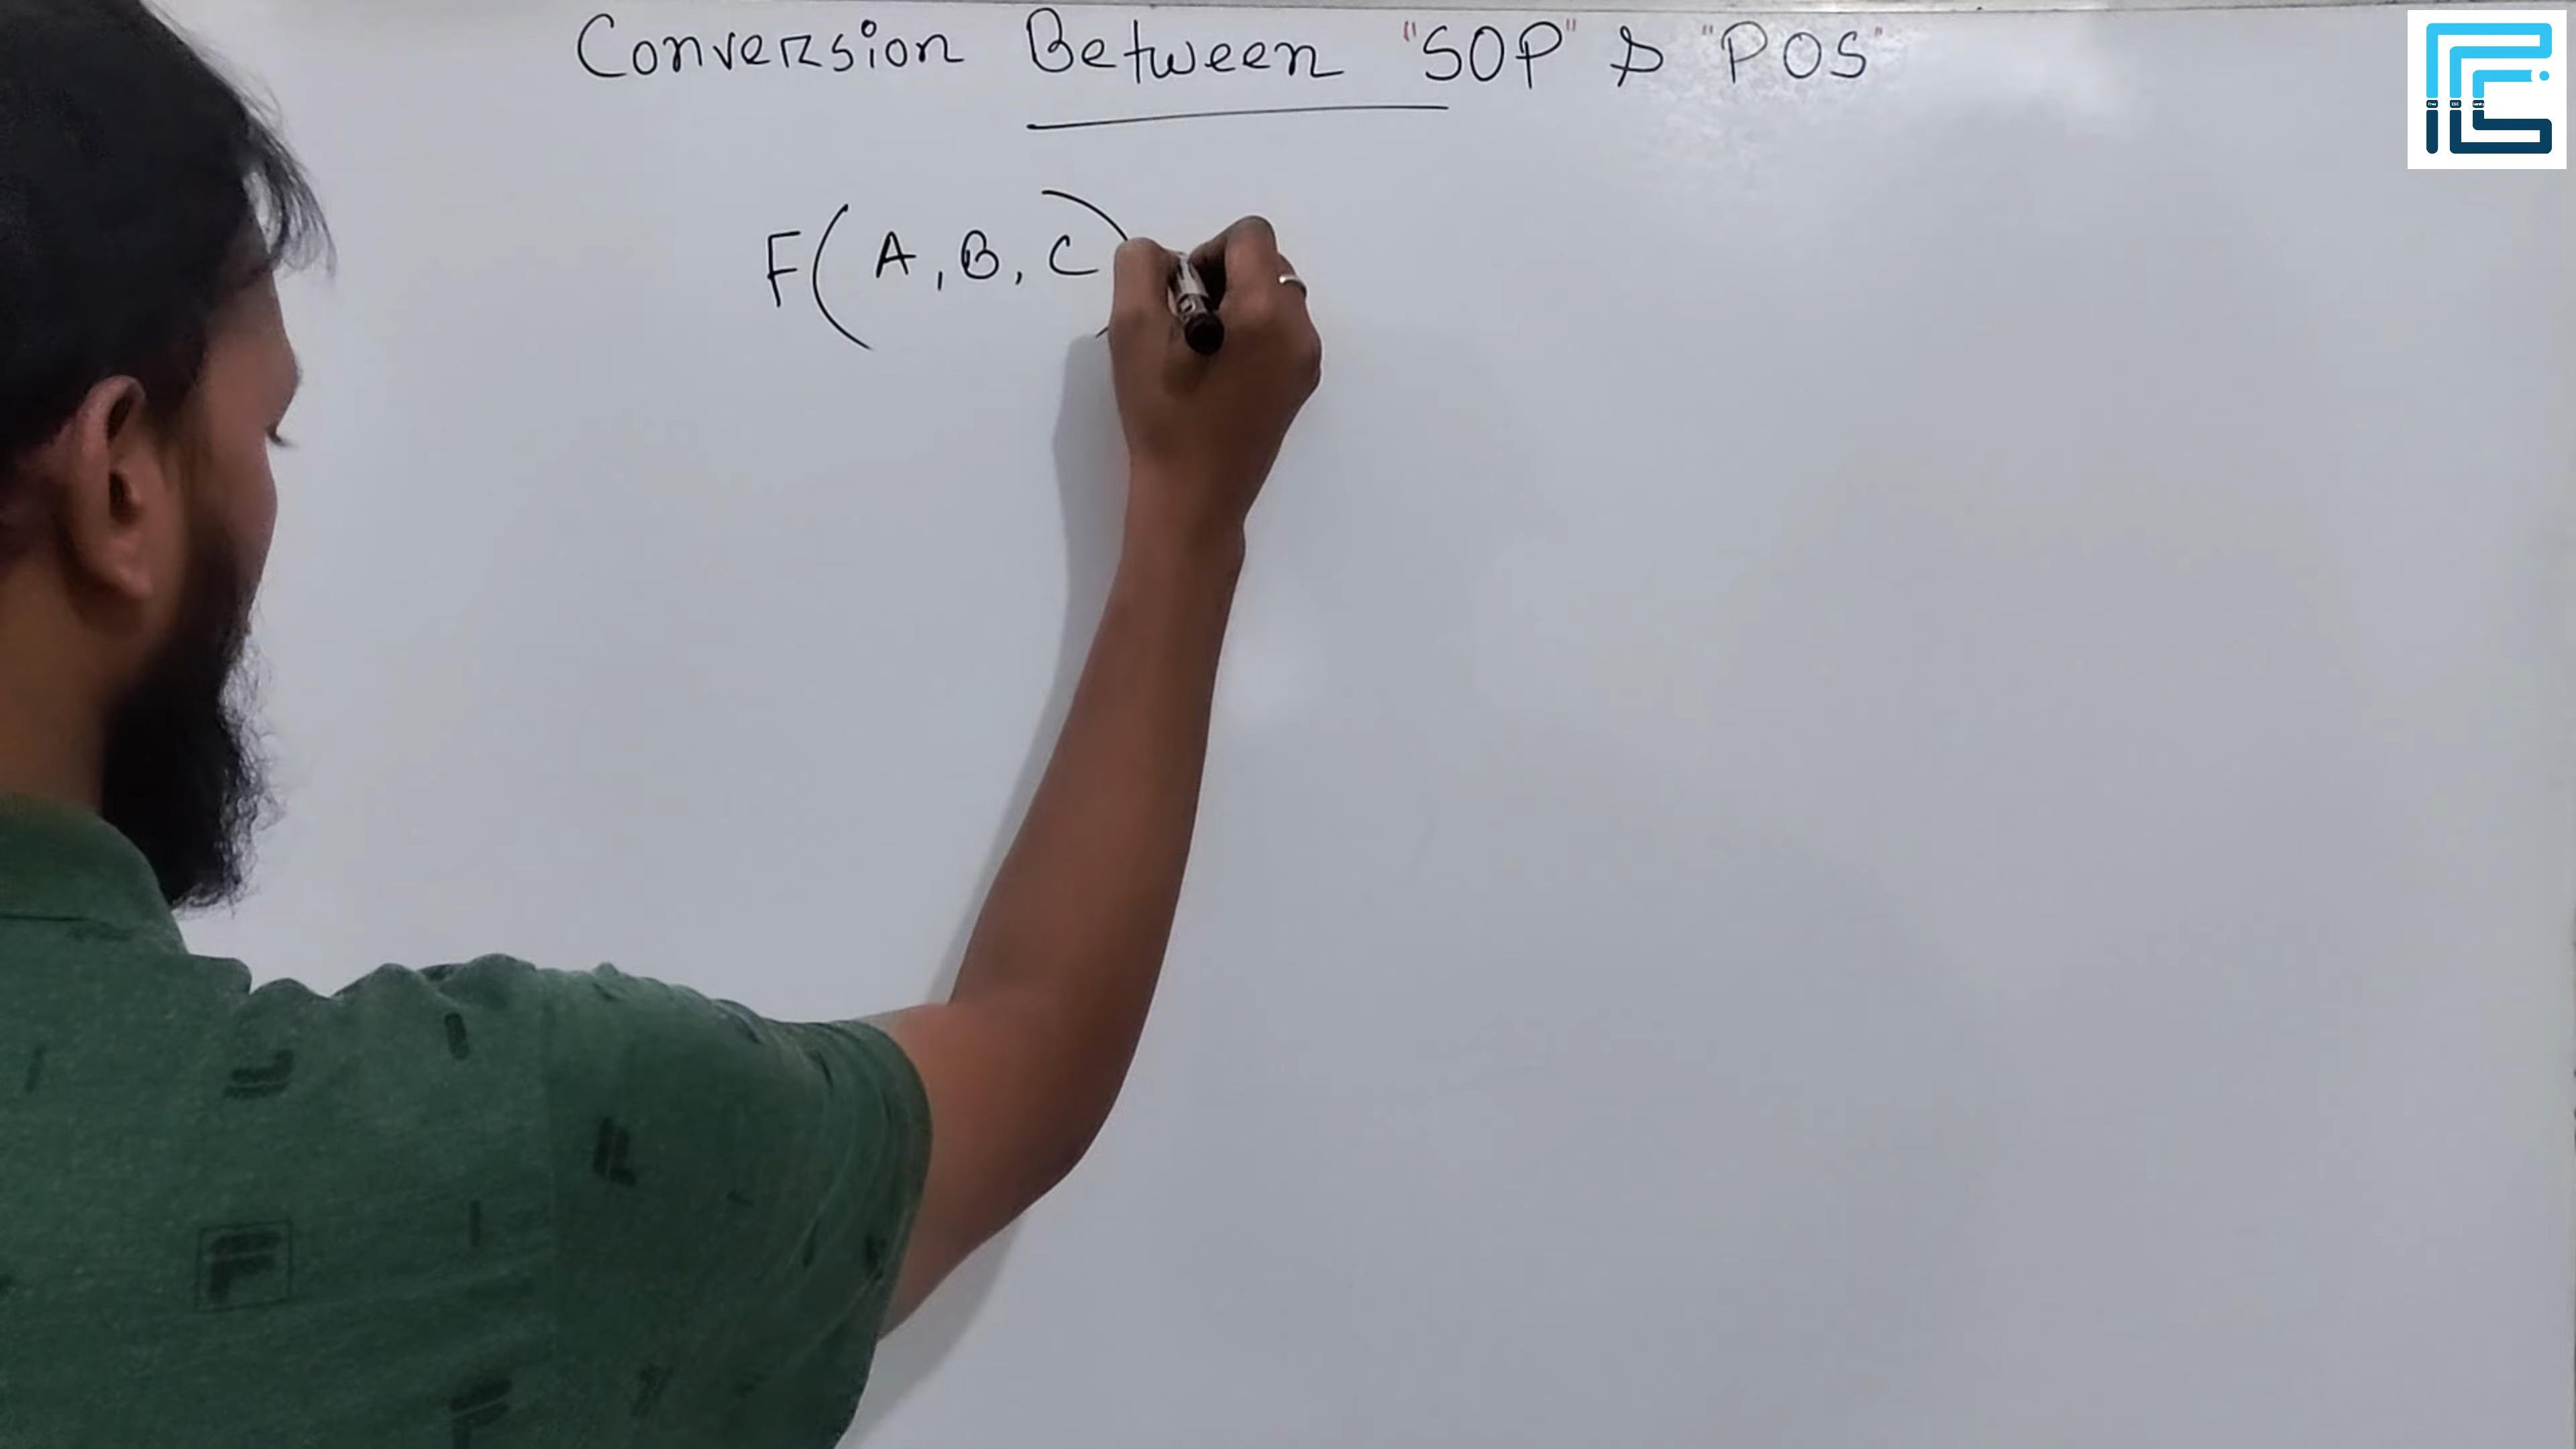 Conversion Between "SOP" & "POS"
F(A,B,C)